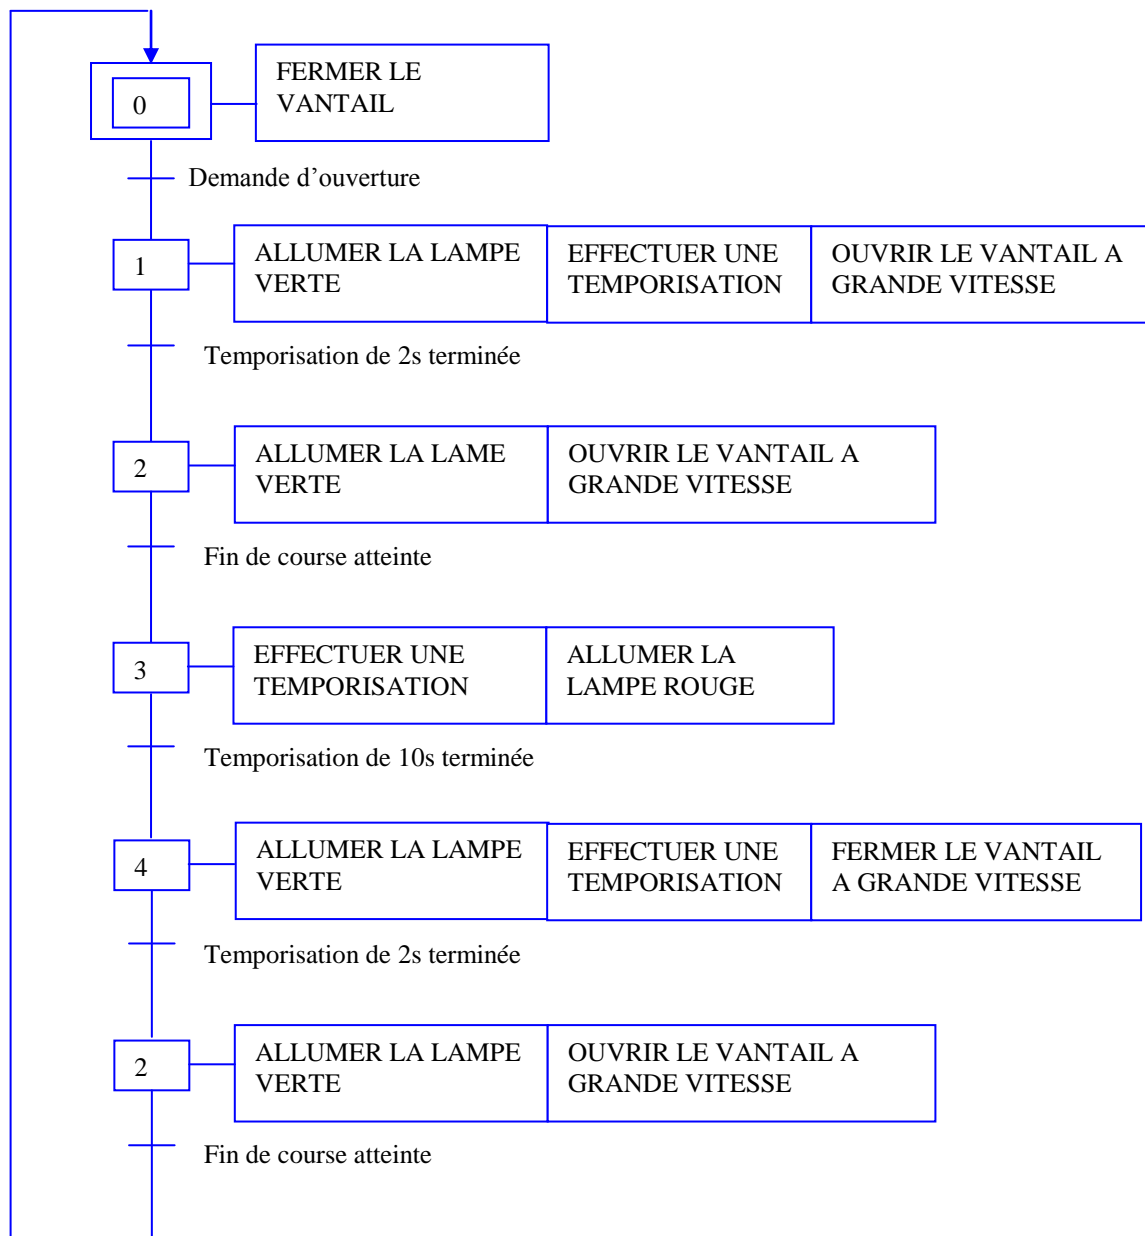 FERMER LE
VANTAIL
0
Demande d’ouverture
1
ALLUMER LA LAMPE
VERTE
EFFECTUER UNE
TEMPORISATION
OUVRIR LE VANTAIL A
GRANDE VITESSE
Temporisation de 2s terminée
2
ALLUMER LA LAME
VERTE
OUVRIR LE VANTAIL A
GRANDE VITESSE
Fin de course atteinte
3
EFFECTUER UNE
TEMPORISATION
ALLUMER LA
LAMPE ROUGE
Temporisation de 10s terminée
4
ALLUMER LA LAMPE
VERTE
EFFECTUER UNE
TEMPORISATION
FERMER LE VANTAIL
A GRANDE VITESSE
Temporisation de 2s terminée
2
ALLUMER LA LAMPE
VERTE
OUVRIR LE VANTAIL A
GRANDE VITESSE
Fin de course atteinte